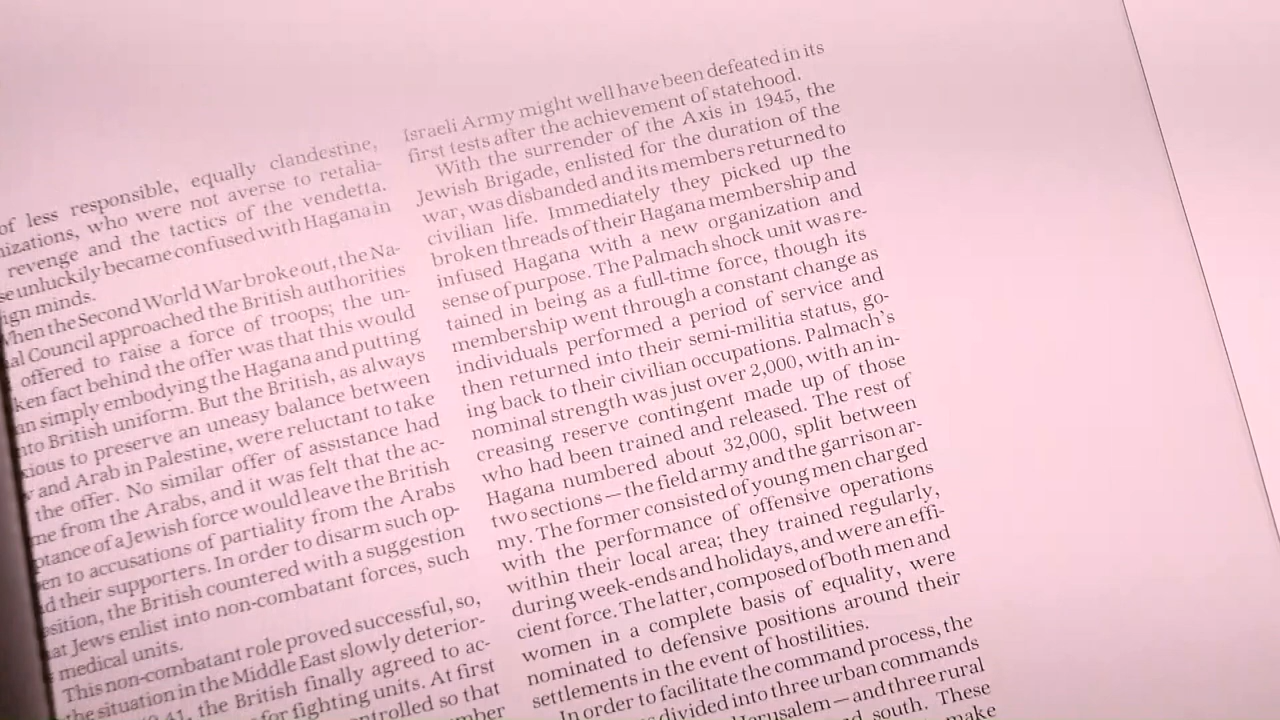 of less responsible, equally clandestine,
nizations, who were not averse to retalia-
revenge and the tactics of the vendetta.
se unluckily became confused with Hagana in
ign minds.
When the Second World War broke out, the Na-
al Council approached the British authorities
offered to raise a force of troops; the un-
ken fact behind the offer was that this would
an simply embodying the Hagana and putting
nto British uniform. But the British, as always
ious to preserve an uneasy balance between
and Arab in Palestine, were reluctant to take
the offer. No similar offer of assistance had
me from the Arabs, and it was felt that the ac-
ptance of a Jewish force would leave the British
en to accusations of partiality from the Arabs
d their supporters. In order to disarm such op-
sition, the British countered with a suggestion
at Jews enlist into non-combatant forces, such
medical units.
This non-combatant role proved successful, so,
the situation in the Middle East slowly deterior-
41, the British finally agreed to ac-
for fighting units. At first
ntrolled so that
mber
Israeli Army might well have been defeated in its
first tests after the achievement of statehood.
With the surrender of the Axis in 1945, the
Jewish Brigade, enlisted for the duration of the
war, was disbanded and its members returned to
civilian life. Immediately they picked up the
broken threads of their Hagana membership and
infused Hagana with a new organization and
sense of purpose. The Palmach shock unit was re-
tained in being as a full-time force, though its
membership went through a constant change as
individuals performed a period of service and
then returned into their semi-militia status, go-
ing back to their civilian occupations. Palmach's
nominal strength was just over 2,000, with an in-
creasing reserve contingent made up of those
who had been trained and released. The rest of
Hagana numbered about 32,000, split between
two sections — the field army and the garrison ar-
my. The former consisted of young men charged
with the performance of offensive operations
within their local area; they trained regularly,
during week-ends and holidays, and were an effi-
cient force. The latter, composed of both men and
women in a complete basis of equality, were
nominated to defensive positions around their
settlements in the event of hostilities.
In order to facilitate the command process, the
divided into three urban commands
Jerusalem — and three rural
south. These
make